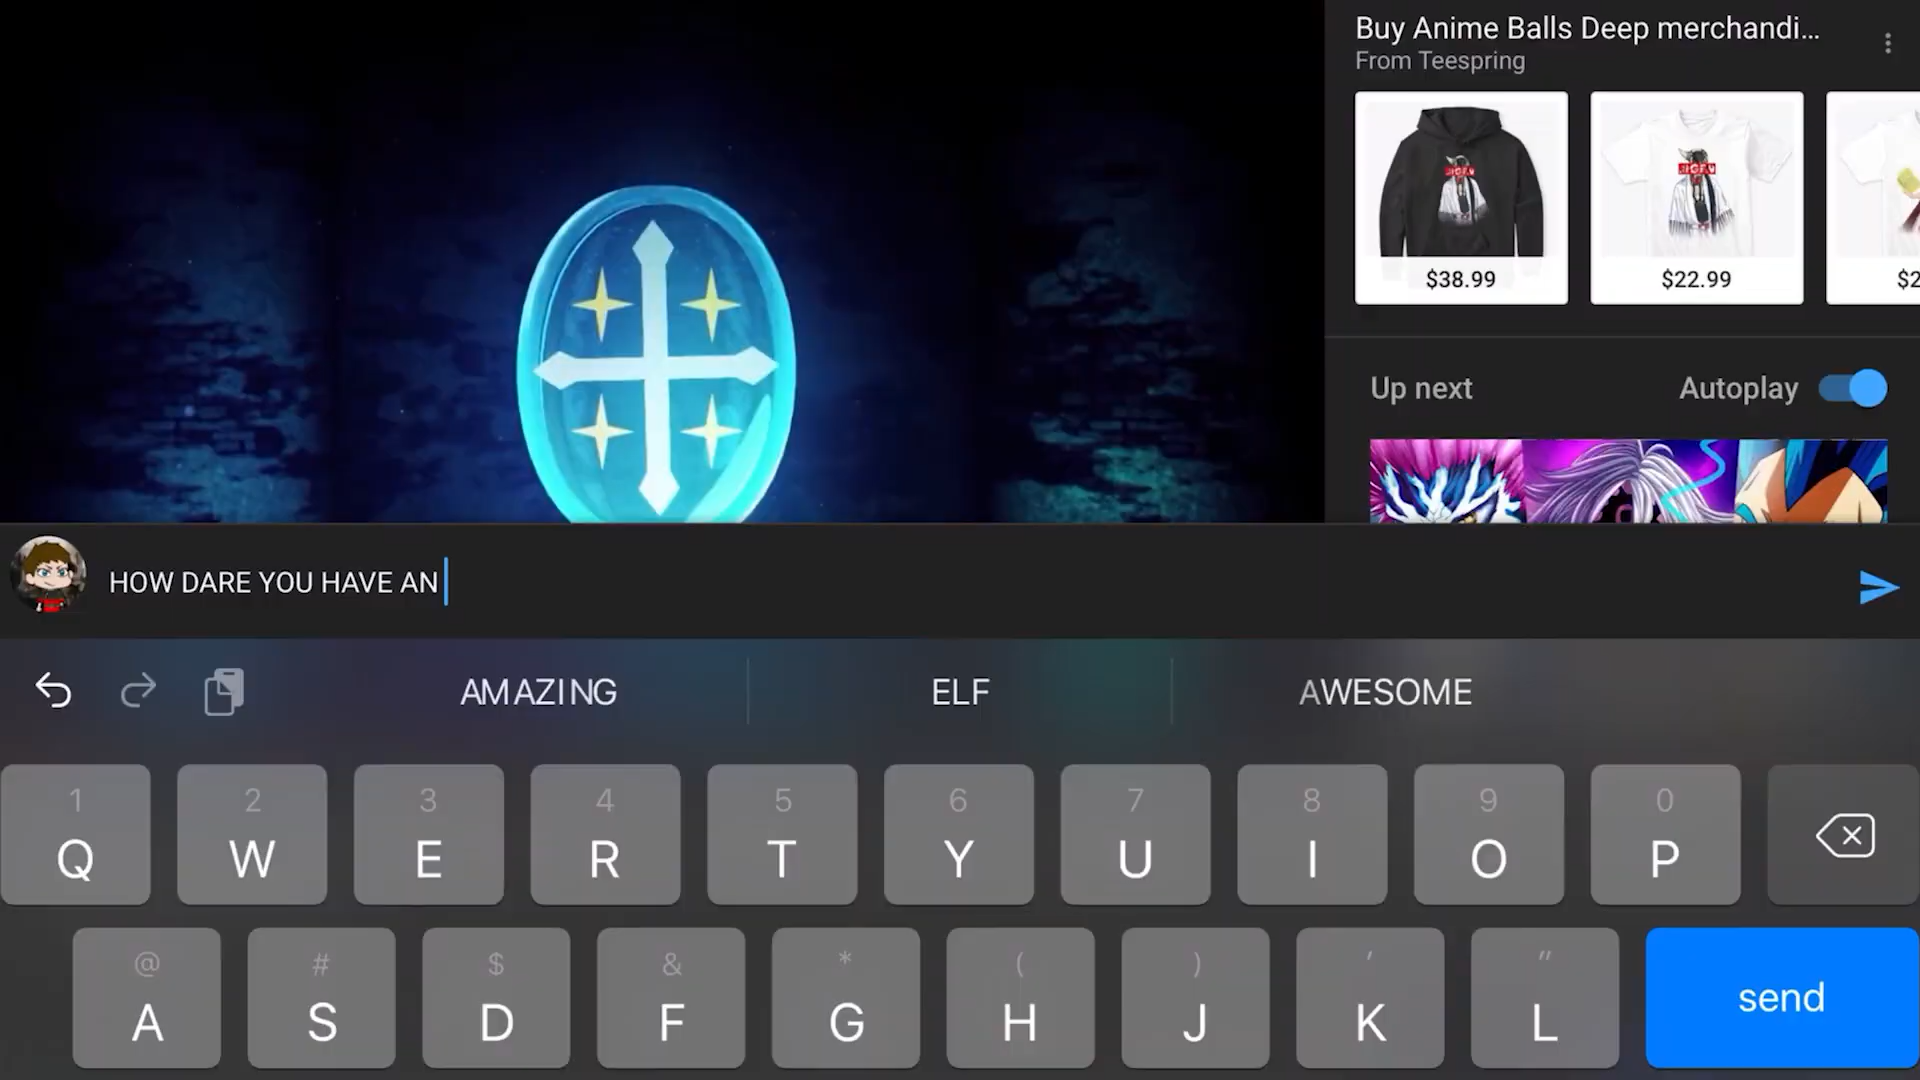 Buy Anime Balls Deep merchandi...
From Teespring
$38.99
$22.99
$2
Up next
Autoplay
HOW DARE YOU HAVE AN
AMAZING
ELF
AWESOME
1 2 3 4 5 6 7 8 9 0
Q W E R T Y U I O P
@ # $ & * ( ) ' "
A S D F G H J K L
send